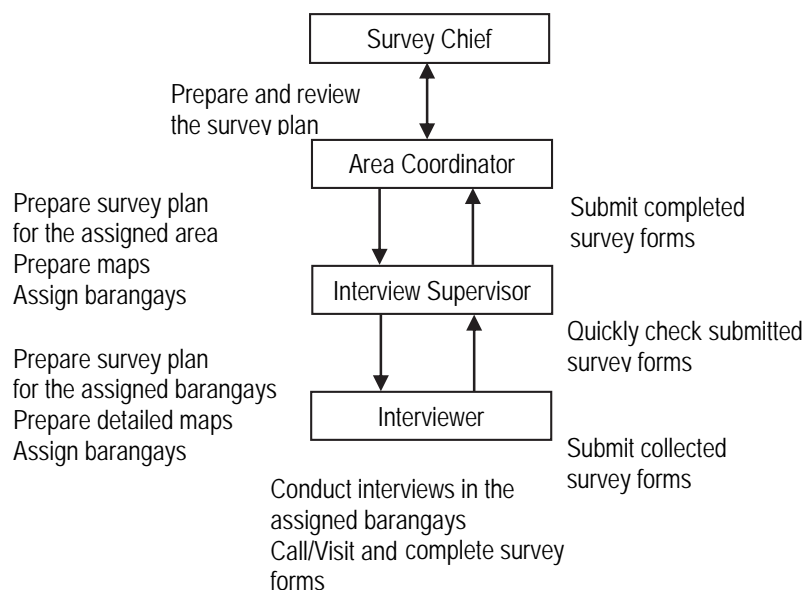 Survey Chief
Prepare and review
the survey plan
Area Coordinator
Prepare survey plan
for the assigned area
Prepare maps
Assign barangays
Submit completed
survey forms
Interview Supervisor
Quickly check submitted
survey forms
Prepare survey plan
for the assigned barangays
Prepare detailed maps
Assign barangays
Interviewer
Submit collected
survey forms
Conduct interviews in the
assigned barangays
Call/Visit and complete survey
forms